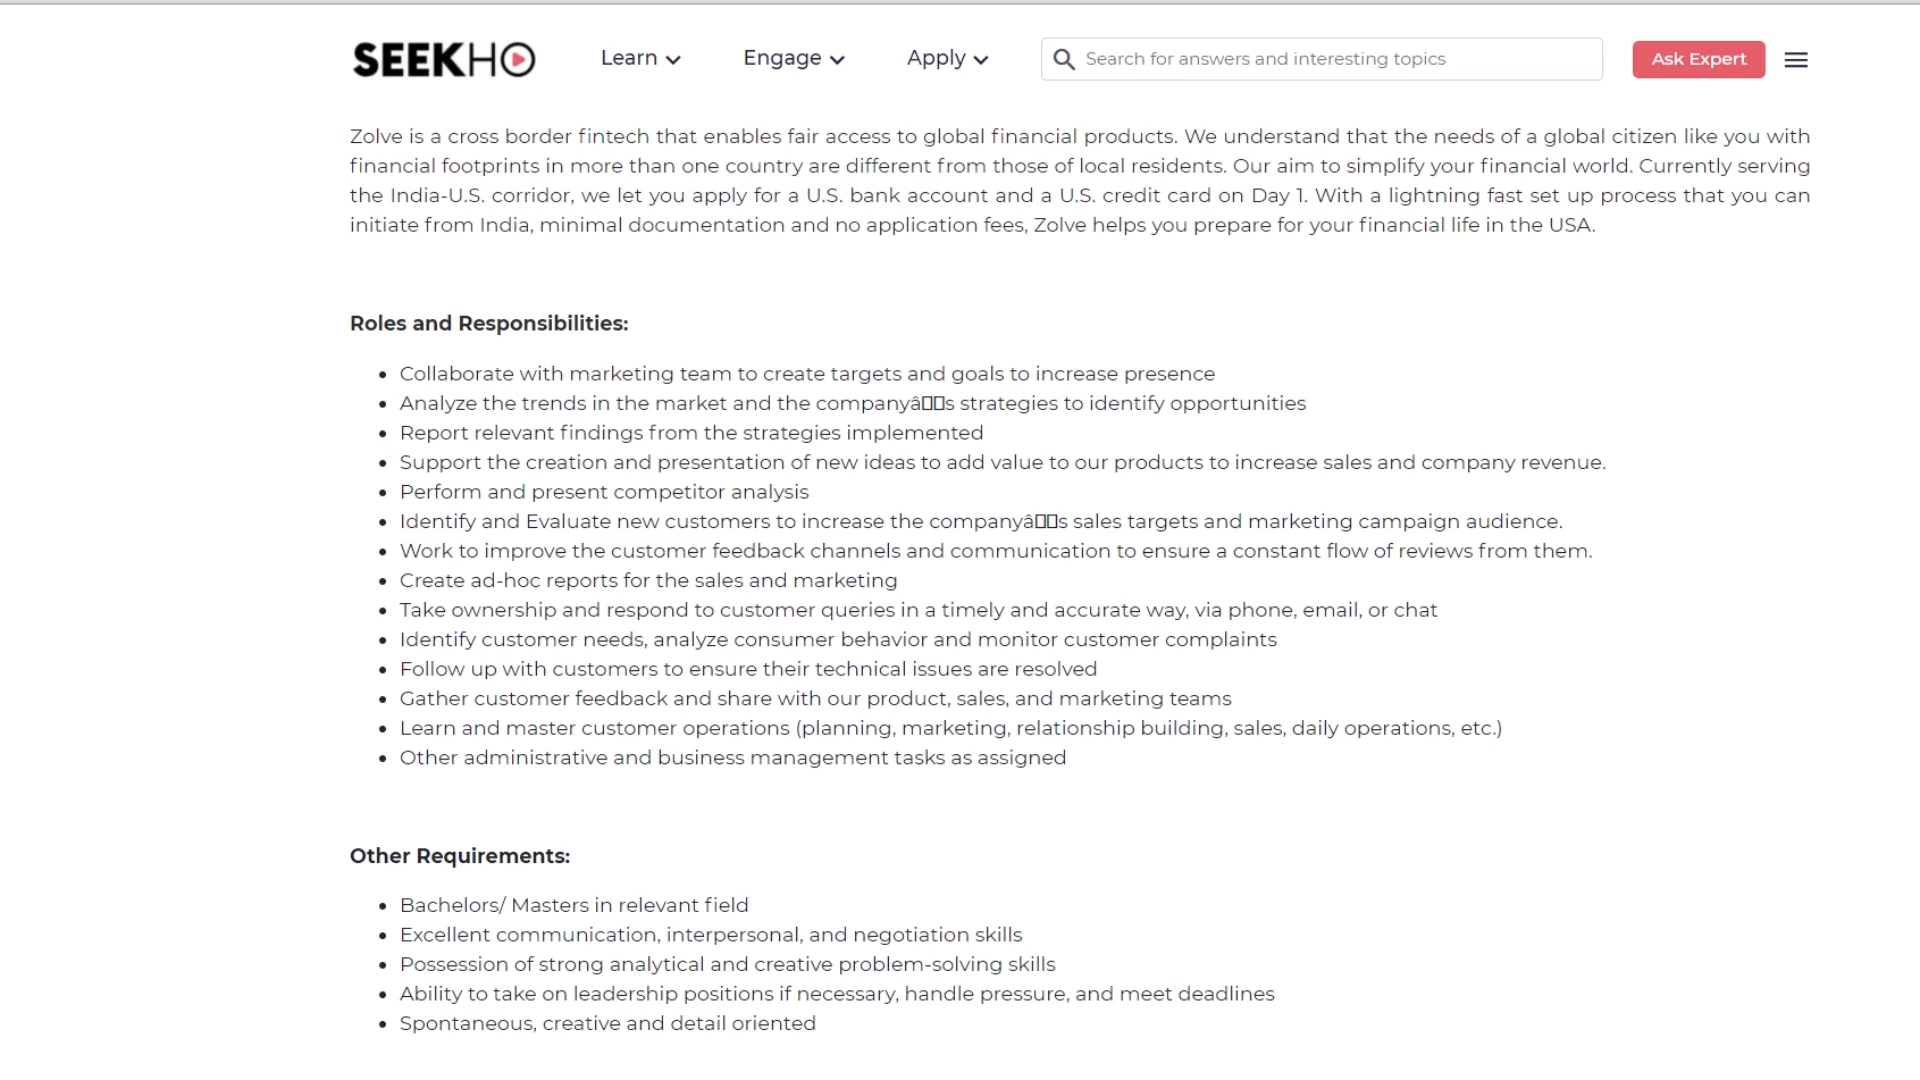 SEEKHO Learn Engage Apply Search for answers and interesting topics Ask Expert
Zolve is a cross border fintech that enables fair access to global financial products. We understand that the needs of a global citizen like you with
financial footprints in more than one country are different from those of local residents. Our aim to simplify your financial world. Currently serving
the India-U.S. corridor, we let you apply for a U.S. bank account and a U.S. credit card on Day 1. With a lightning fast set up process that you can
initiate from India, minimal documentation and no application fees, Zolve helps you prepare for your financial life in the USA.
Roles and Responsibilities:
• Collaborate with marketing team to create targets and goals to increase presence
• Analyze the trends in the market and the companyâ▯▯s strategies to identify opportunities
• Report relevant findings from the strategies implemented
• Support the creation and presentation of new ideas to add value to our products to increase sales and company revenue.
• Perform and present competitor analysis
• Identify and Evaluate new customers to increase the companyâ▯▯s sales targets and marketing campaign audience.
• Work to improve the customer feedback channels and communication to ensure a constant flow of reviews from them.
• Create ad-hoc reports for the sales and marketing
• Take ownership and respond to customer queries in a timely and accurate way, via phone, email, or chat
• Identify customer needs, analyze consumer behavior and monitor customer complaints
• Follow up with customers to ensure their technical issues are resolved
• Gather customer feedback and share with our product, sales, and marketing teams
• Learn and master customer operations (planning, marketing, relationship building, sales, daily operations, etc.)
• Other administrative and business management tasks as assigned
Other Requirements:
• Bachelors/ Masters in relevant field
• Excellent communication, interpersonal, and negotiation skills
• Possession of strong analytical and creative problem-solving skills
• Ability to take on leadership positions if necessary, handle pressure, and meet deadlines
• Spontaneous, creative and detail oriented